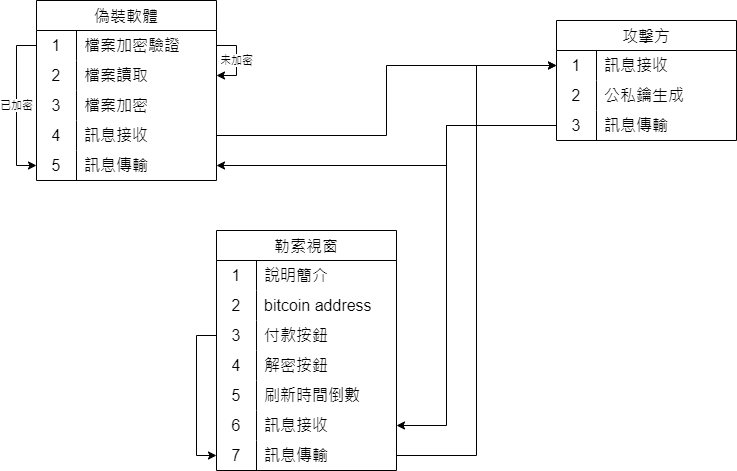 偽裝軟體
1 檔案加密驗證
2 檔案讀取
3 檔案加密
4 訊息接收
5 訊息傳輸
未加密
已加密
攻擊方
1 訊息接收
2 公私鑰生成
3 訊息傳輸
勒索視窗
1 說明簡介
2 bitcoin address
3 付款按鈕
4 解密按鈕
5 刷新時間倒數
6 訊息接收
7 訊息傳輸